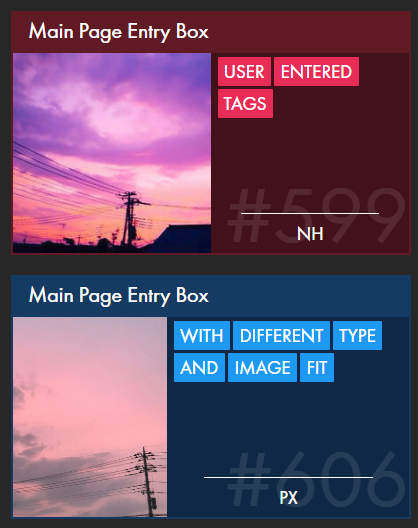 Main Page Entry Box
USER ENTERED
TAGS
#599
NH
Main Page Entry Box
WITH DIFFERENT TYPE
AND IMAGE FIT
#606
PX